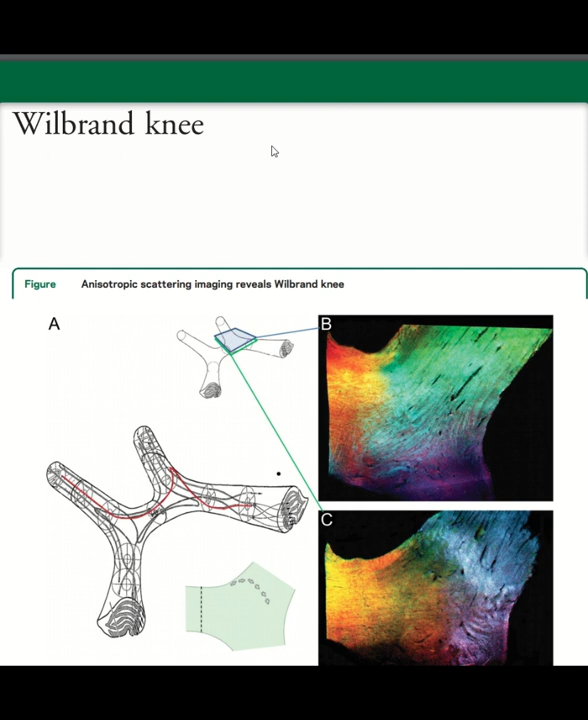 Wilbrand knee
Figure Anisotropic scattering imaging reveals Wilbrand knee
A
B
C